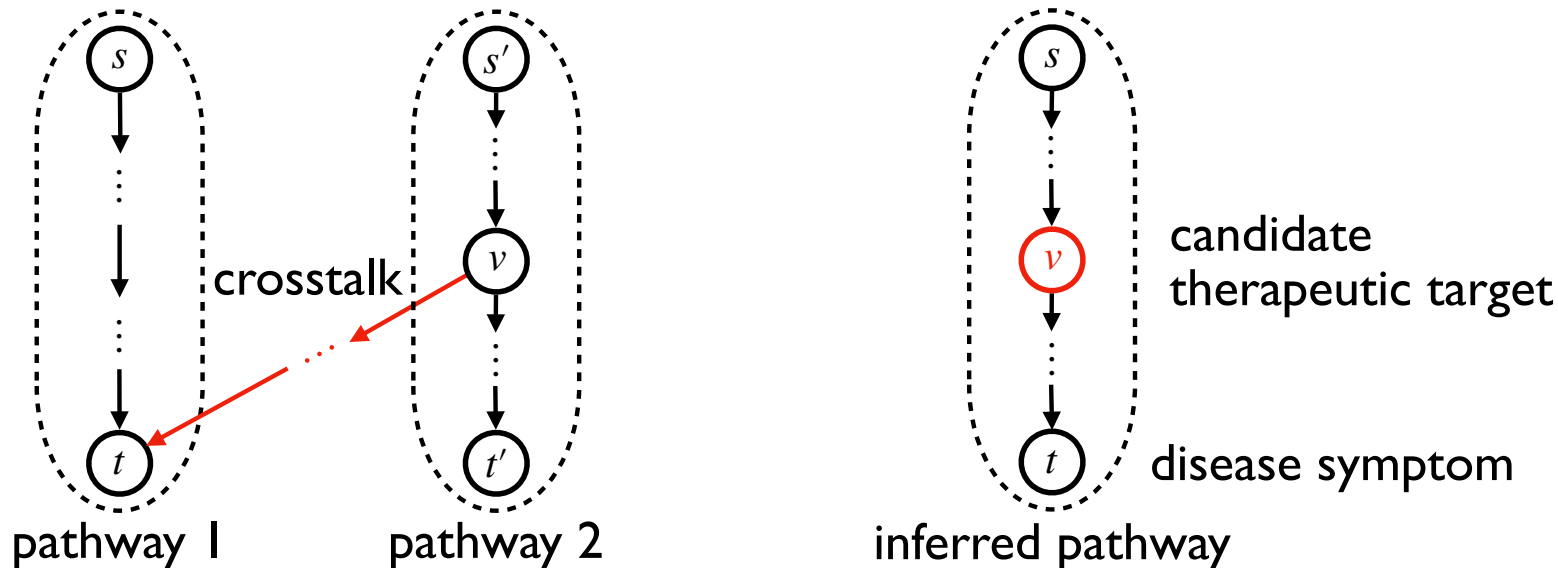 s
s′
s
v
v
candidate
therapeutic target
crosstalk
t
t′
t
disease symptom
pathway 1
pathway 2
inferred pathway